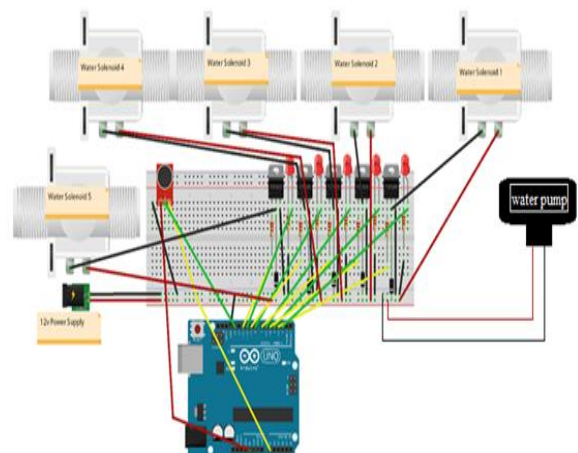 Water Solenoid 4
Water Solenoid 3
Water Solenoid 2
Water Solenoid 1
Water Solenoid 5
water pump
12v Power Supply
UNO